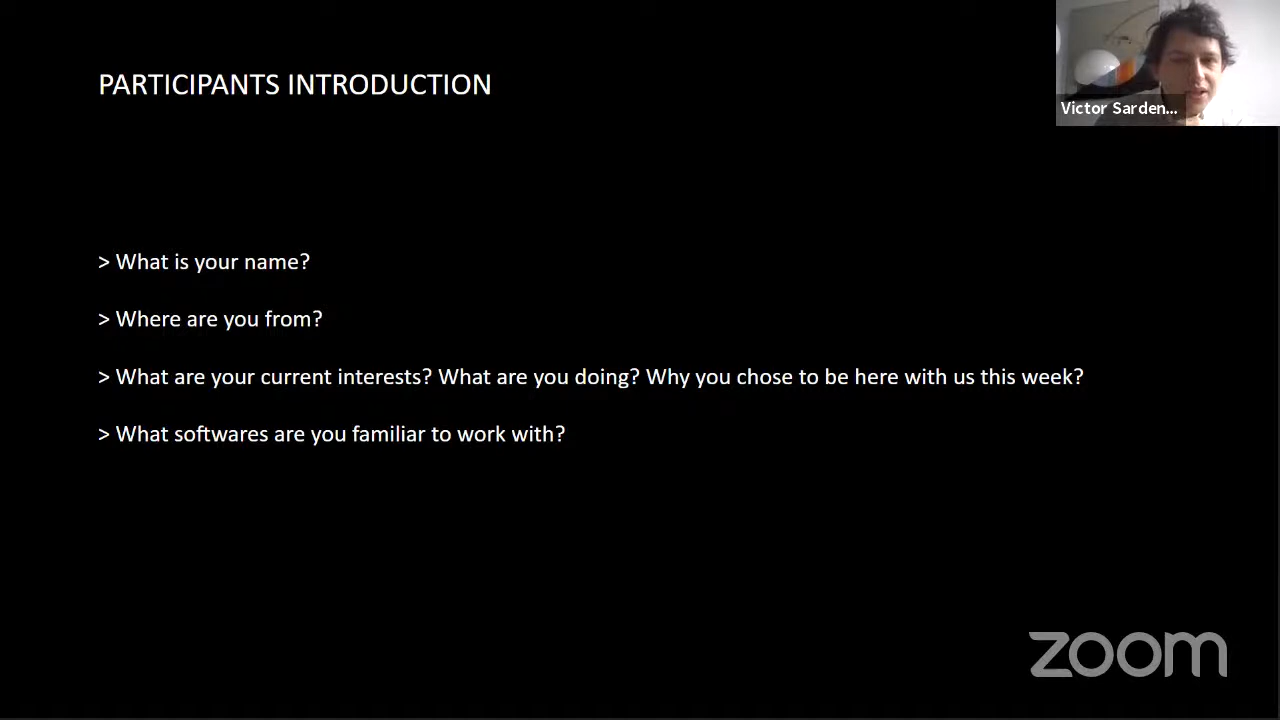 PARTICIPANTS INTRODUCTION
Victor Sarden...
> What is your name?
> Where are you from?
> What are your current interests? What are you doing? Why you chose to be here with us this week?
> What softwares are you familiar to work with?
zoom